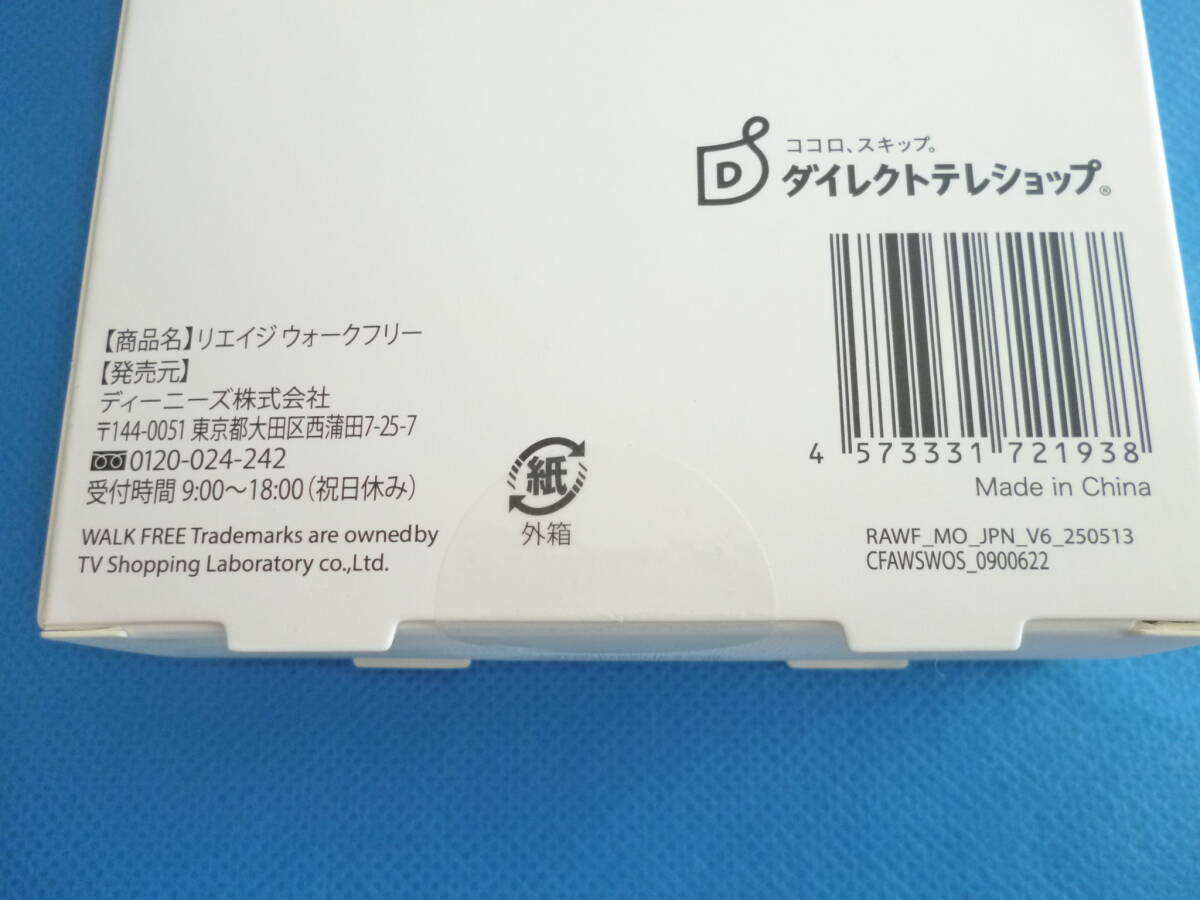 D
ココロ、スキップ。
ダイレクトテレショップ®
4 573331 721938
Made in China
RAWF_MO_JPN_V6_250513
CFAWSWOS_0900622
【商品名】リエイジ ウォークフリー
【発売元】
ディーニーズ株式会社
〒144-0051 東京都大田区西蒲田7-25-7
0120-024-242
受付時間 9:00〜18:00(祝日休み)
WALK FREE Trademarks are owned by
TV Shopping Laboratory co.,Ltd.
紙
外箱